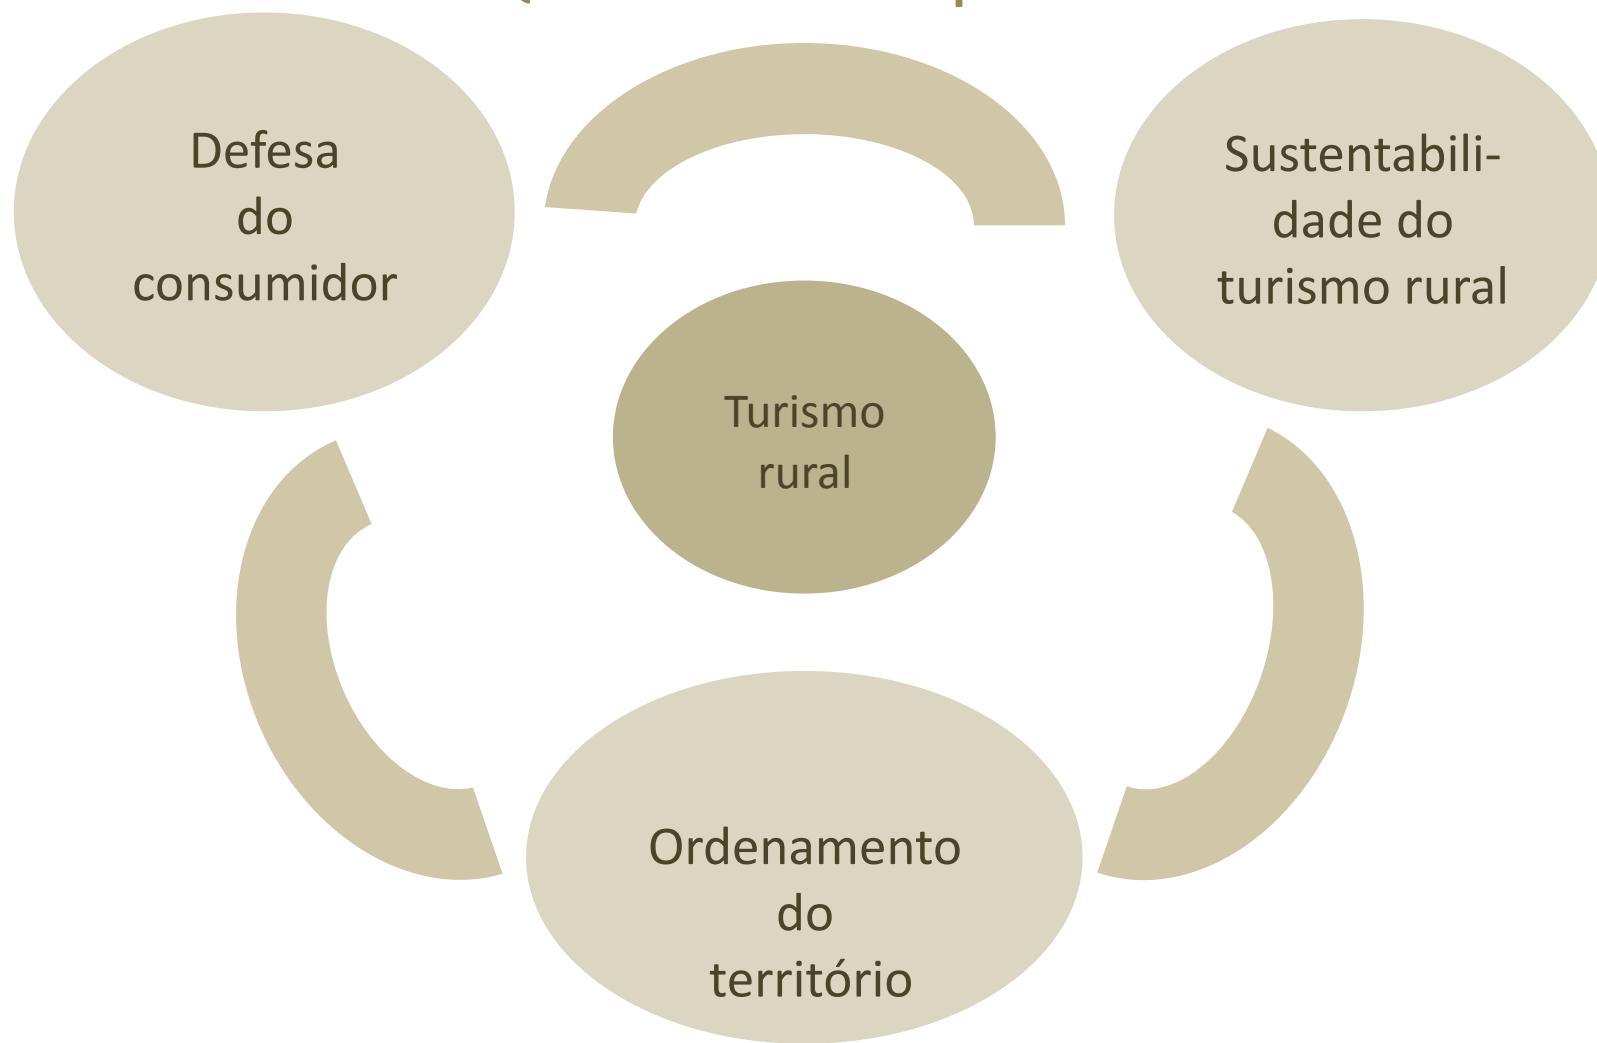 Defesa
do
consumidor
Sustentabili-
dade do
turismo rural
Turismo
rural
Ordenamento
do
território